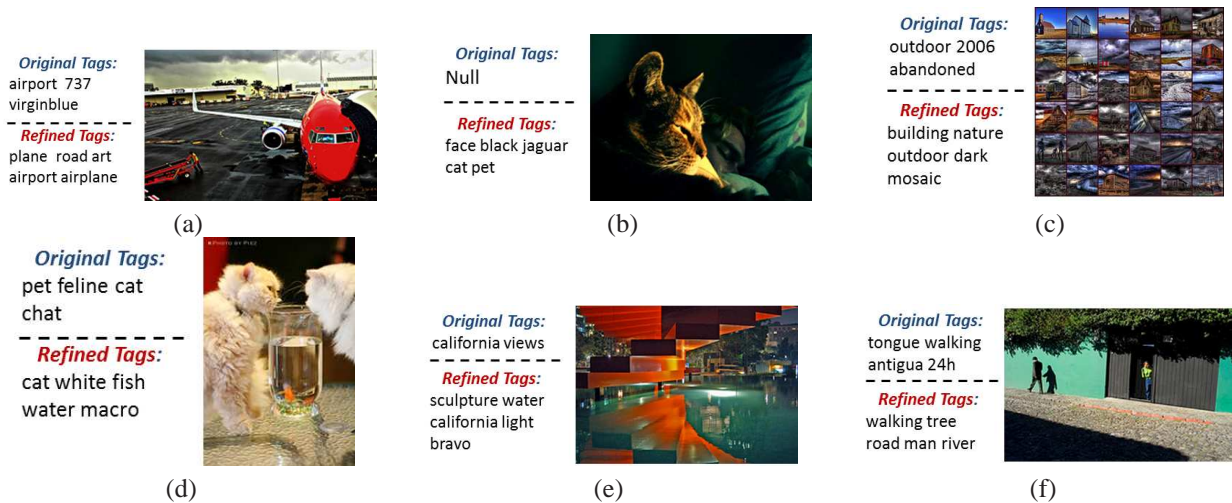 Original Tags:
airport 737
virginblue
Refined Tags:
plane road art
airport airplane
(a)
Original Tags:
Null
Refined Tags:
face black jaguar
cat pet
(b)
Original Tags:
outdoor 2006
abandoned
Refined Tags:
building nature
outdoor dark
mosaic
(c)
Original Tags:
pet feline cat
chat
Refined Tags:
cat white fish
water macro
(d)
Original Tags:
california views
Refined Tags:
sculpture water
california light
bravo
(e)
Original Tags:
tongue walking
antigua 24h
Refined Tags:
walking tree
road man river
(f)